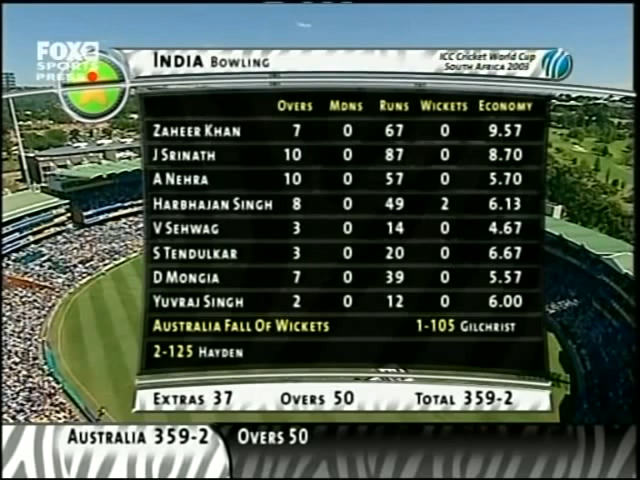 FOX SPORTS
PRESENT
INDIA BOWLING
ICC Cricket World Cup
South Africa 2003
OVERS MDNS RUNS WICKETS ECONOMY
ZAHEER KHAN 7 0 67 0 9.57
J SRINATH 10 0 87 0 8.70
A NEHRA 10 0 57 0 5.70
HARBHAJAN SINGH 8 0 49 2 6.13
V SEHWAG 3 0 14 0 4.67
S TENDULKAR 3 0 20 0 6.67
D MONGIA 7 0 39 0 5.57
YUVRAJ SINGH 2 0 12 0 6.00
AUSTRALIA FALL OF WICKETS 1-105 GILCHRIST
2-125 HAYDEN
EXTRAS 37 OVERS 50 TOTAL 359-2
AUSTRALIA 359-2 OVERS 50